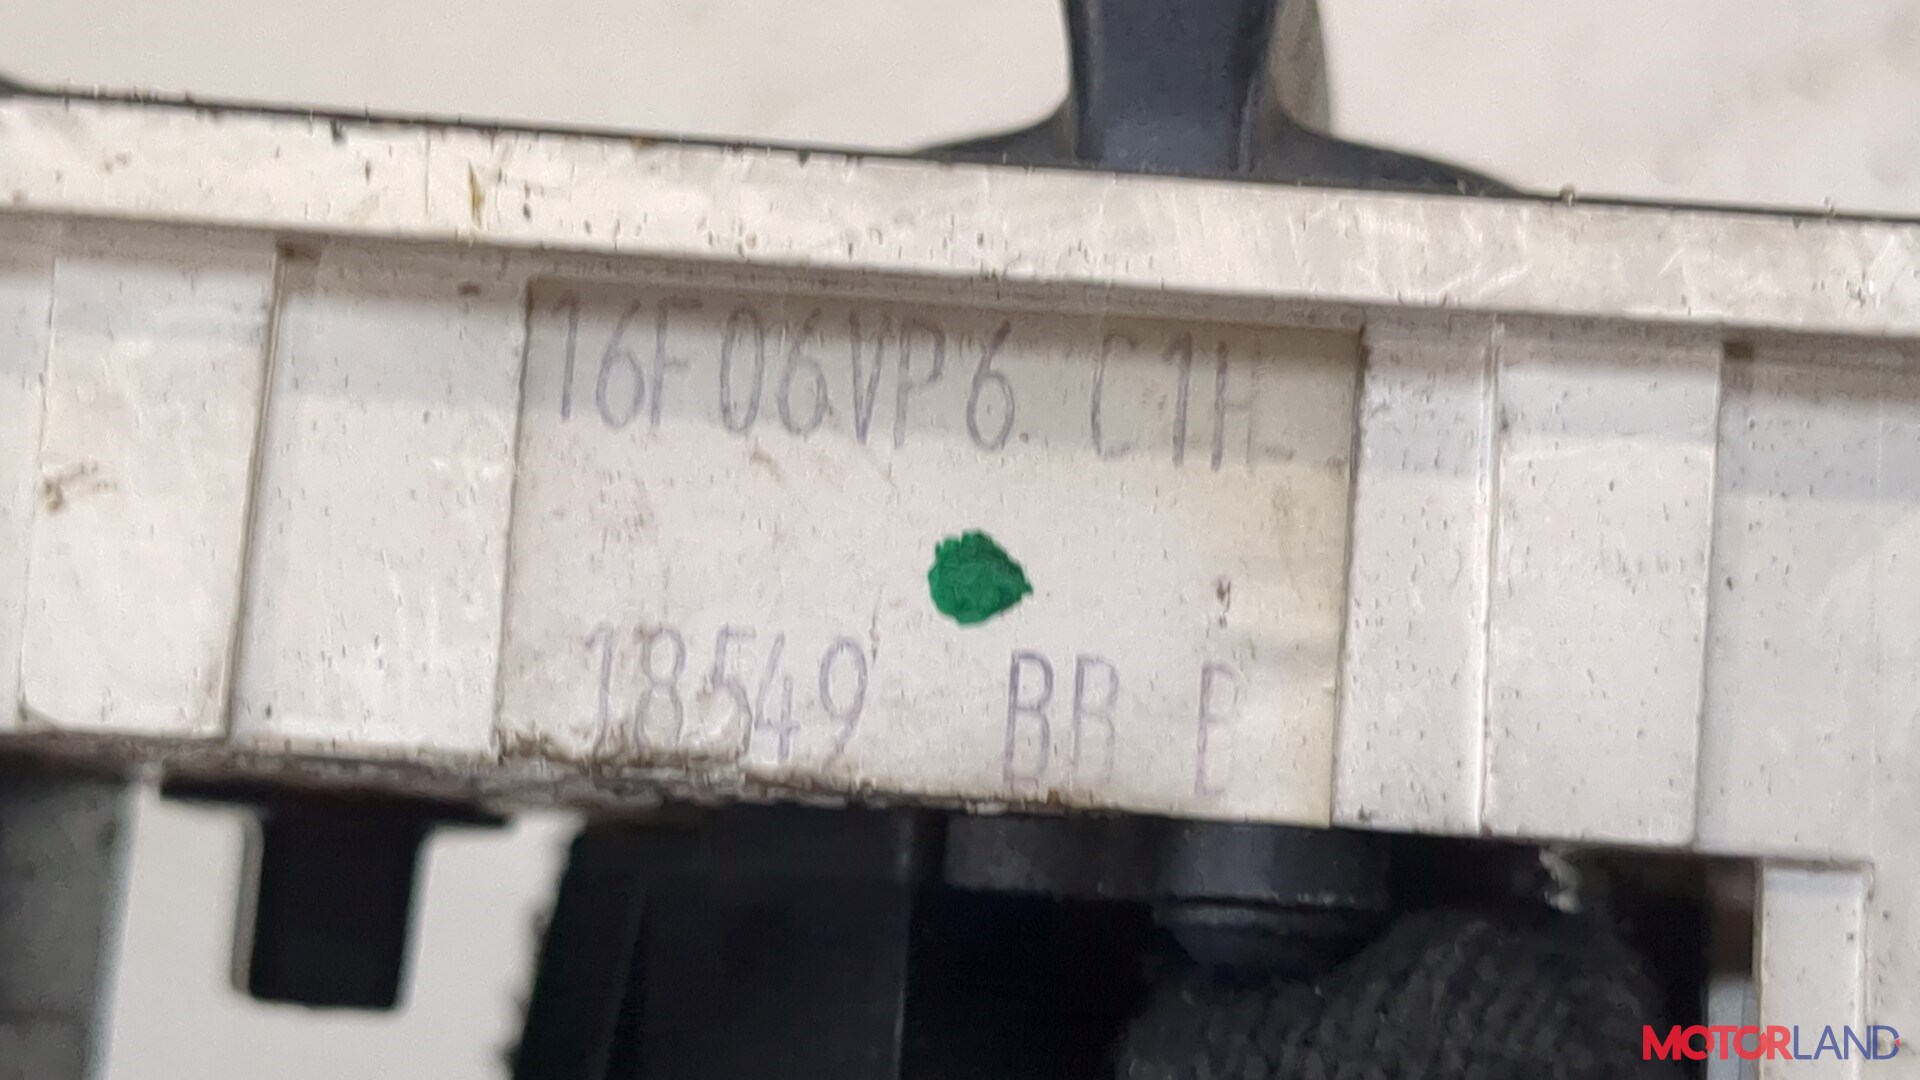 16F06VP6 C1H
18549 BB B
MOTORLAND